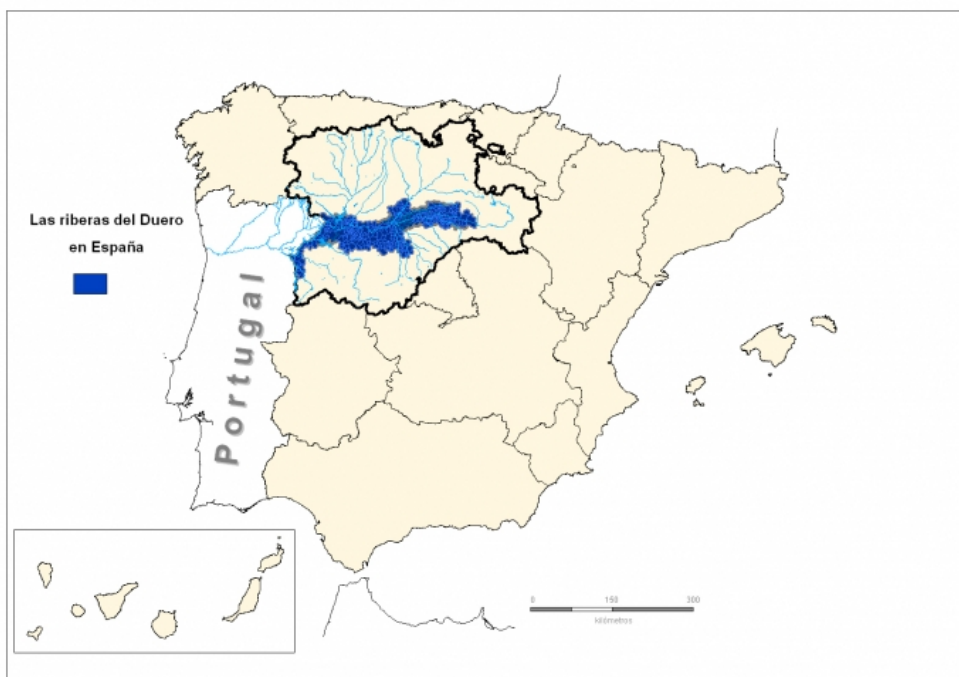 Las riberas del Duero
en España
Portugal
0 150 300
kilómetros